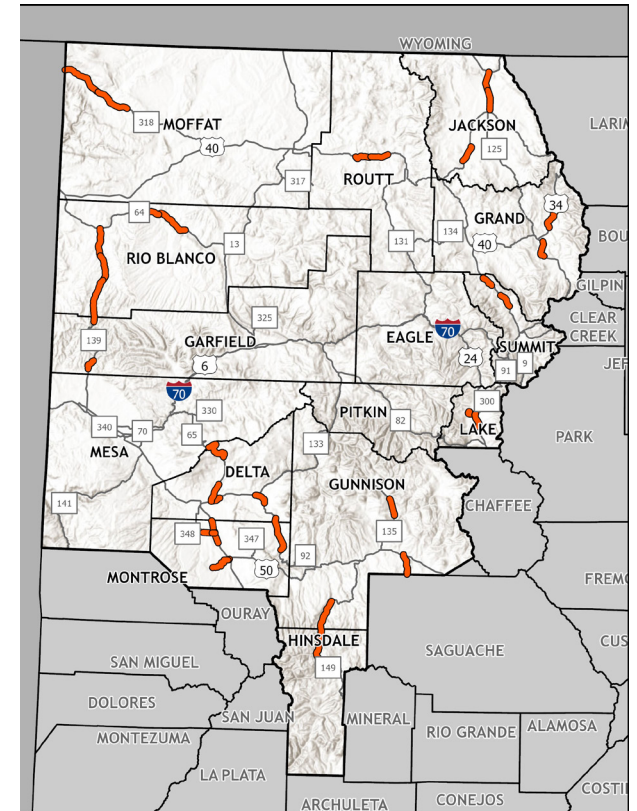 WYOMING
LARIM
JACKSON
318
MOFFAT
125
40
317
ROUTT
34
64
GRAND
BOU
131
134
40
13
RIO BLANCO
GILPIN
325
CLEAR
CREEK
139
GARFIELD
EAGLE
70
SUMMIT
6
24
91
9
JEF
70
300
330
PITKIN
82
LAKE
340
70
65
133
PARK
MESA
DELTA
GUNNISON
141
CHAFFEE
348
347
135
92
50
MONTROSE
FREMO
OURAY
HINSDALE
CUS
SAGUACHE
SAN MIGUEL
149
DOLORES
SAN JUAN
MINERAL
ALAMOSA
RIO GRANDE
MONTEZUMA
LA PLATA
COSTI
CONEJOS
ARCHULETA